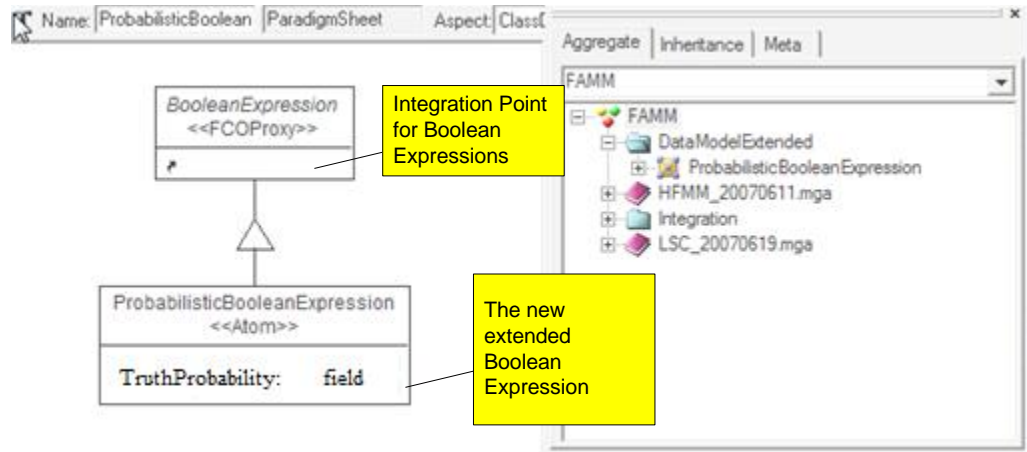 Name: ProbabilisticBoolean ParadigmSheet Aspect: ClassD
BooleanExpression
<<FCOProxy>>
Integration Point
for Boolean
Expressions
ProbabilisticBooleanExpression
<<Atom>>
TruthProbability: field
The new
extended
Boolean
Expression
Aggregate Inheritance Meta
FAMM
FAMM
DataModelExtended
ProbabilisticBooleanExpression
HFMM_20070611.mga
Integration
LSC_20070619.mga